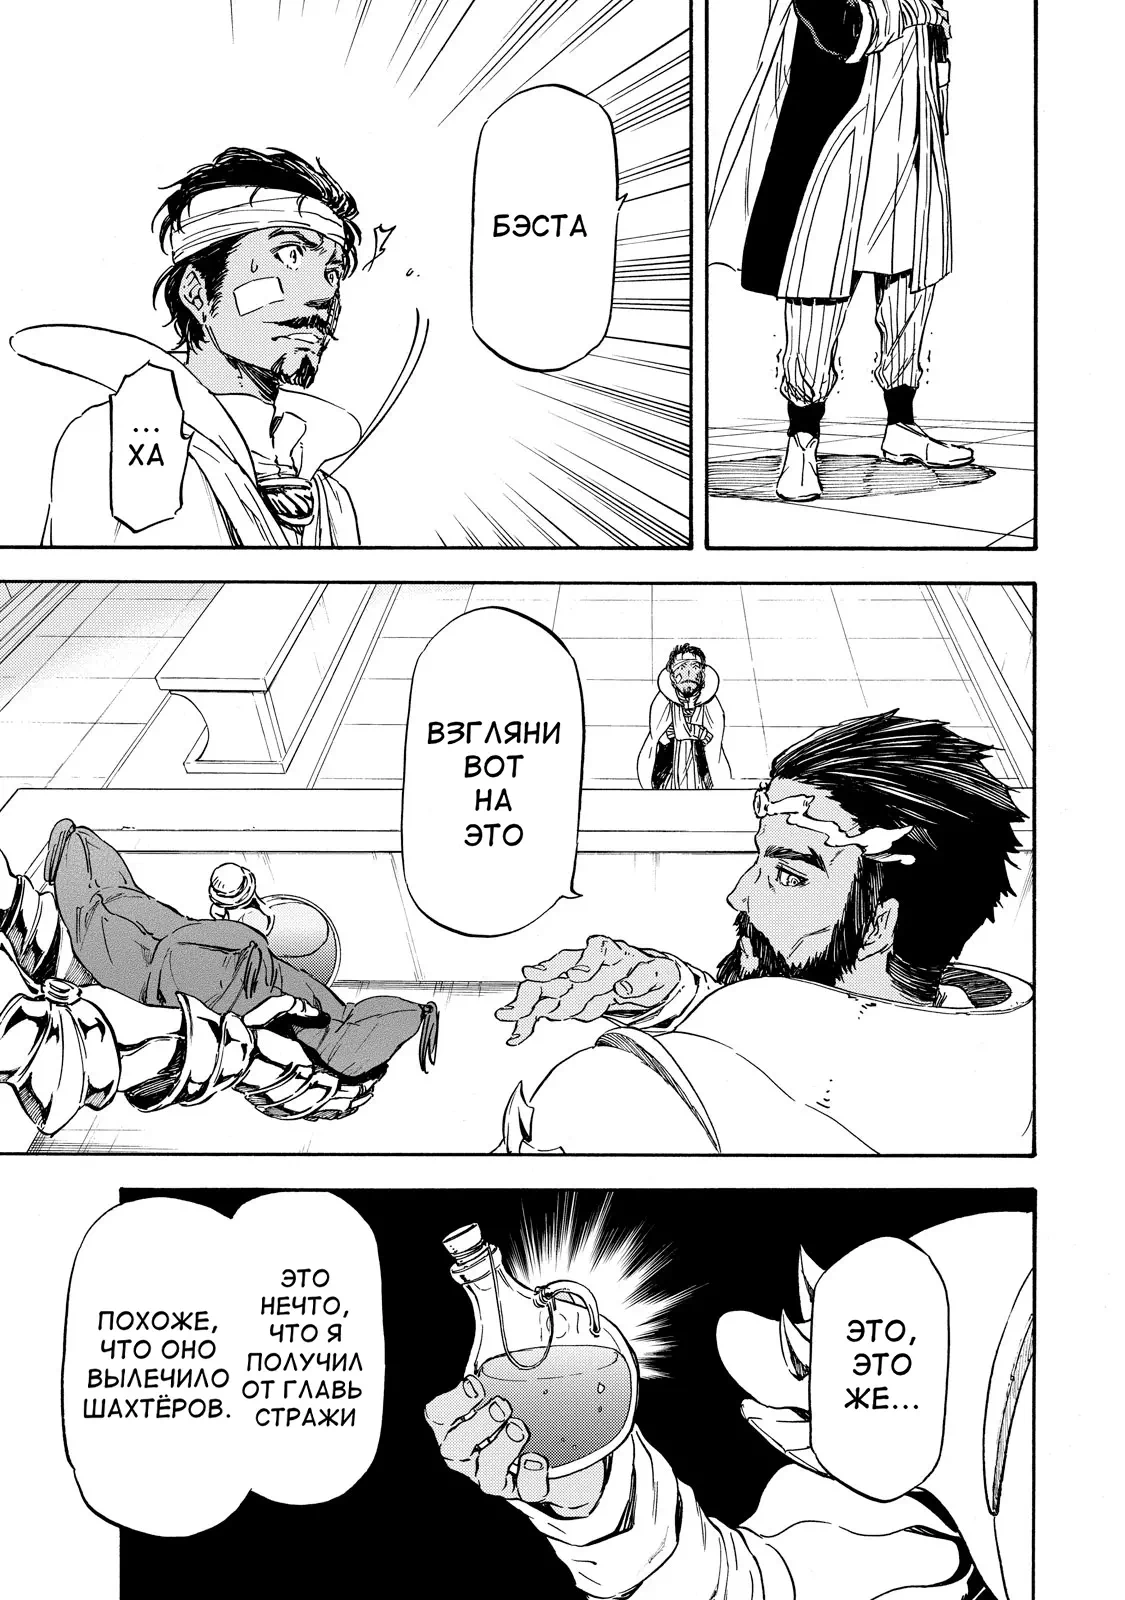 БЭСТА
...
ХА
ВЗГЛЯНИ
ВОТ
НА
ЭТО
ЭТО,
ЭТО
ЖЕ...
ЭТО
НЕЧТО,
ЧТО Я
ПОЛУЧИЛ
ОТ ГЛАВЬ
СТРАЖИ
ПОХОЖЕ,
ЧТО ОНО
ВЫЛЕЧИЛО
ШАХТЁРОВ.